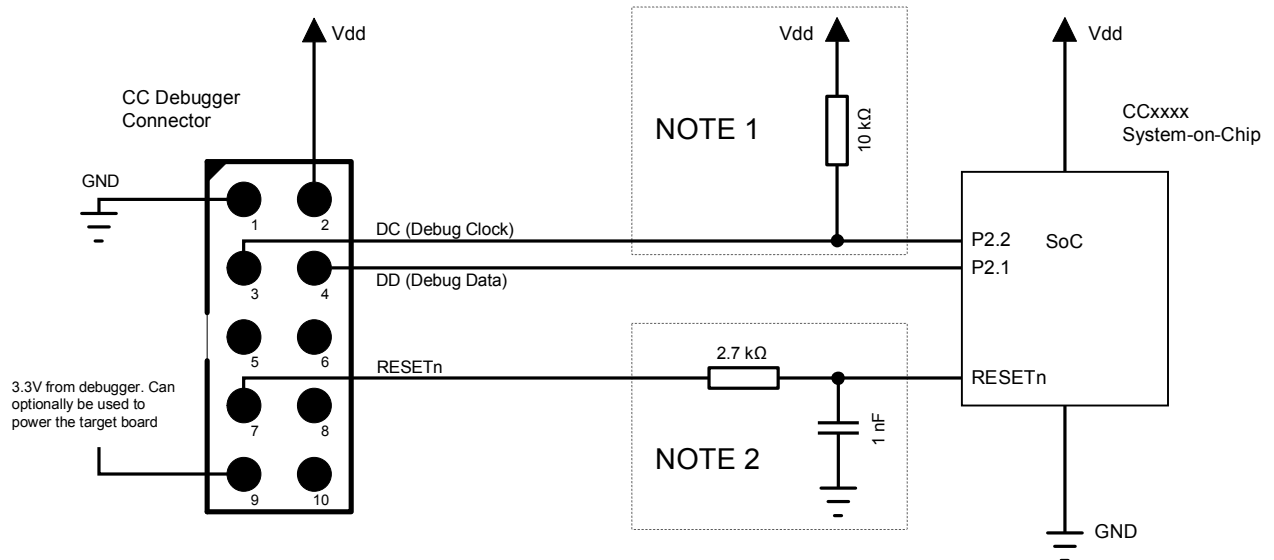 Vdd
Vdd
Vdd
CC Debugger
Connector
NOTE 1
10 kΩ
CCxxxx
System-on-Chip
GND
1
2
DC (Debug Clock)
P2.2
SoC
3
4
DD (Debug Data)
P2.1
5
6
2.7 kΩ
RESETn
RESETn
3.3V from debugger. Can
optionally be used to
power the target board
7
8
1 nF
NOTE 2
9
10
GND